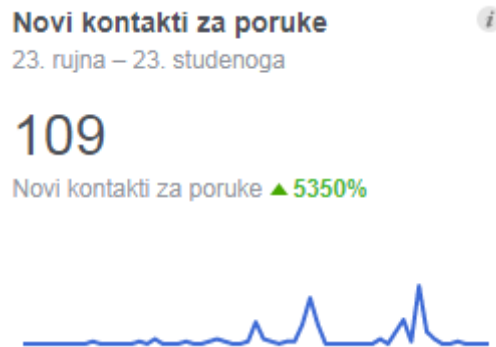 Novi kontakti za poruke
i
23. rujna – 23. studenoga
109
Novi kontakti za poruke ▲ 5350%